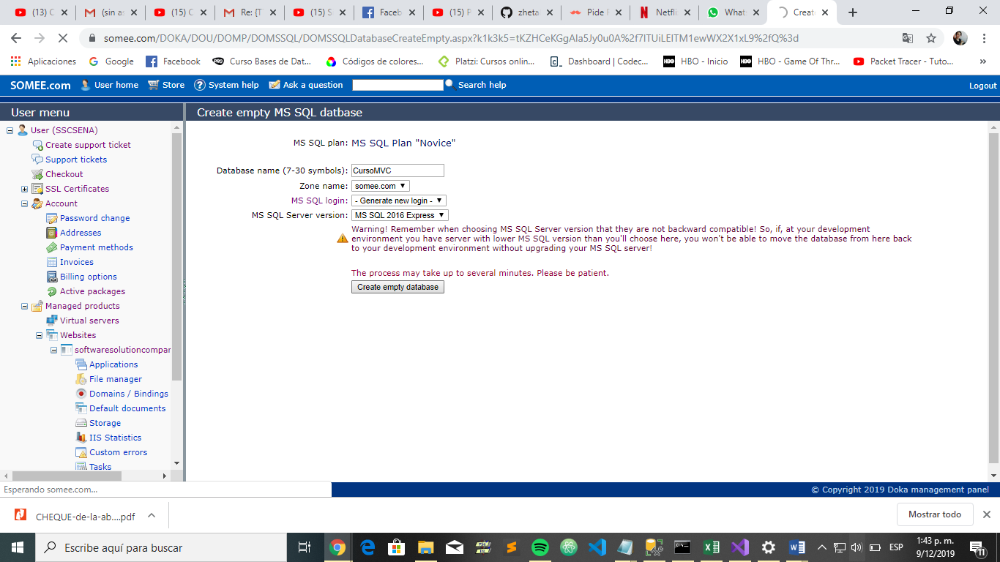 (13) C
(sin as
(15) C
Re: {T
(15) S
Faceb
(15) P
zheta
Pide F
Netfli
What
Creat
somee.com/DOKA/DOU/DOMP/DOMSSQL/DOMSSQLDatabaseCreateEmpty.aspx?k1k3k5=
Aplicaciones
Google
Facebook
PRO Curso Bases de Dat...
Códigos de colores...
Platzi: Cursos onlin...
Dashboard | Codec...
HBO HBO - Inicio
HBO HBO - Game Of Thr...
Packet Tracer - Tuto...
SOMEE.com User home Store System help Ask a question Search help Logout
User menu
Create empty MS SQL datbase
User (SSCSENA)
Create support ticket
Support tickets
Checkout
SSL Certificates
Account
Password change
Addresses
Payment methods
Invoices
Billing options
Active packages
Managed products
Virtual servers
Websites
softwaresolutioncompar
Applications
File manager
Domains / Bindings
Default documents
Storage
IIS Statistics
Custom errors
Tasks
MS SQL plan: MS SQL Plan "Novice"
Database name (7-30 symbols): CursoMVC
Zone name: somee.com
MS SQL login: - Generate new login -
MS SQL Server version: MS SQL 2016 Express
Warning! Remember when choosing MS SQL Server version that they are not backward compatible! So, if, at your development
environment you have server with lower MS SQL version than you'll choose here, you won't be able to move the database from here back
to your development environment without upgrading your MS SQL server!
The process may take up to several minutes. Please be patient.
Create empty database
Esperando somee.com...
© Copyright 2019 Doka management panel
CHEQUE-de-la-ab....pdf
Mostrar todo
Escribe aquí para buscar
ESP
1:43 p. m.
9/12/2019
11